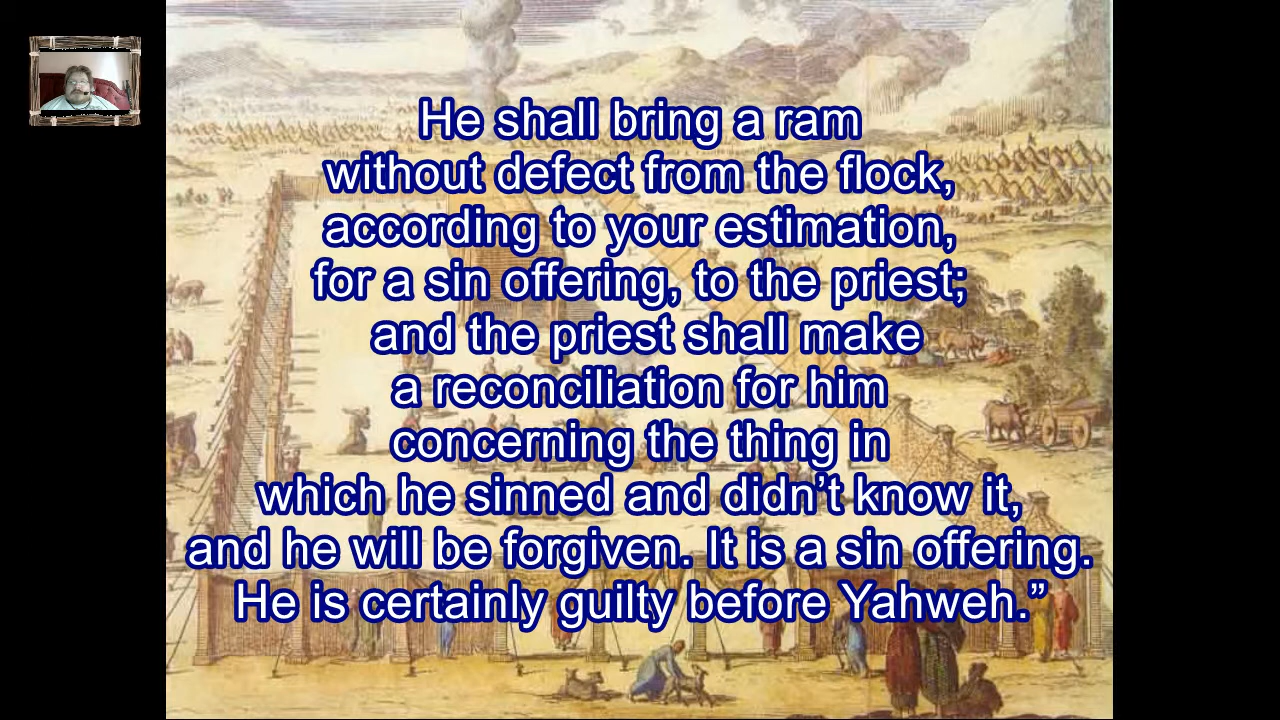 He shall bring a ram
without defect from the flock,
according to your estimation,
for a sin offering, to the priest;
and the priest shall make
a reconciliation for him
concerning the thing in
which he sinned and didn’t know it,
and he will be forgiven. It is a sin offering.
He is certainly guilty before Yahweh.”